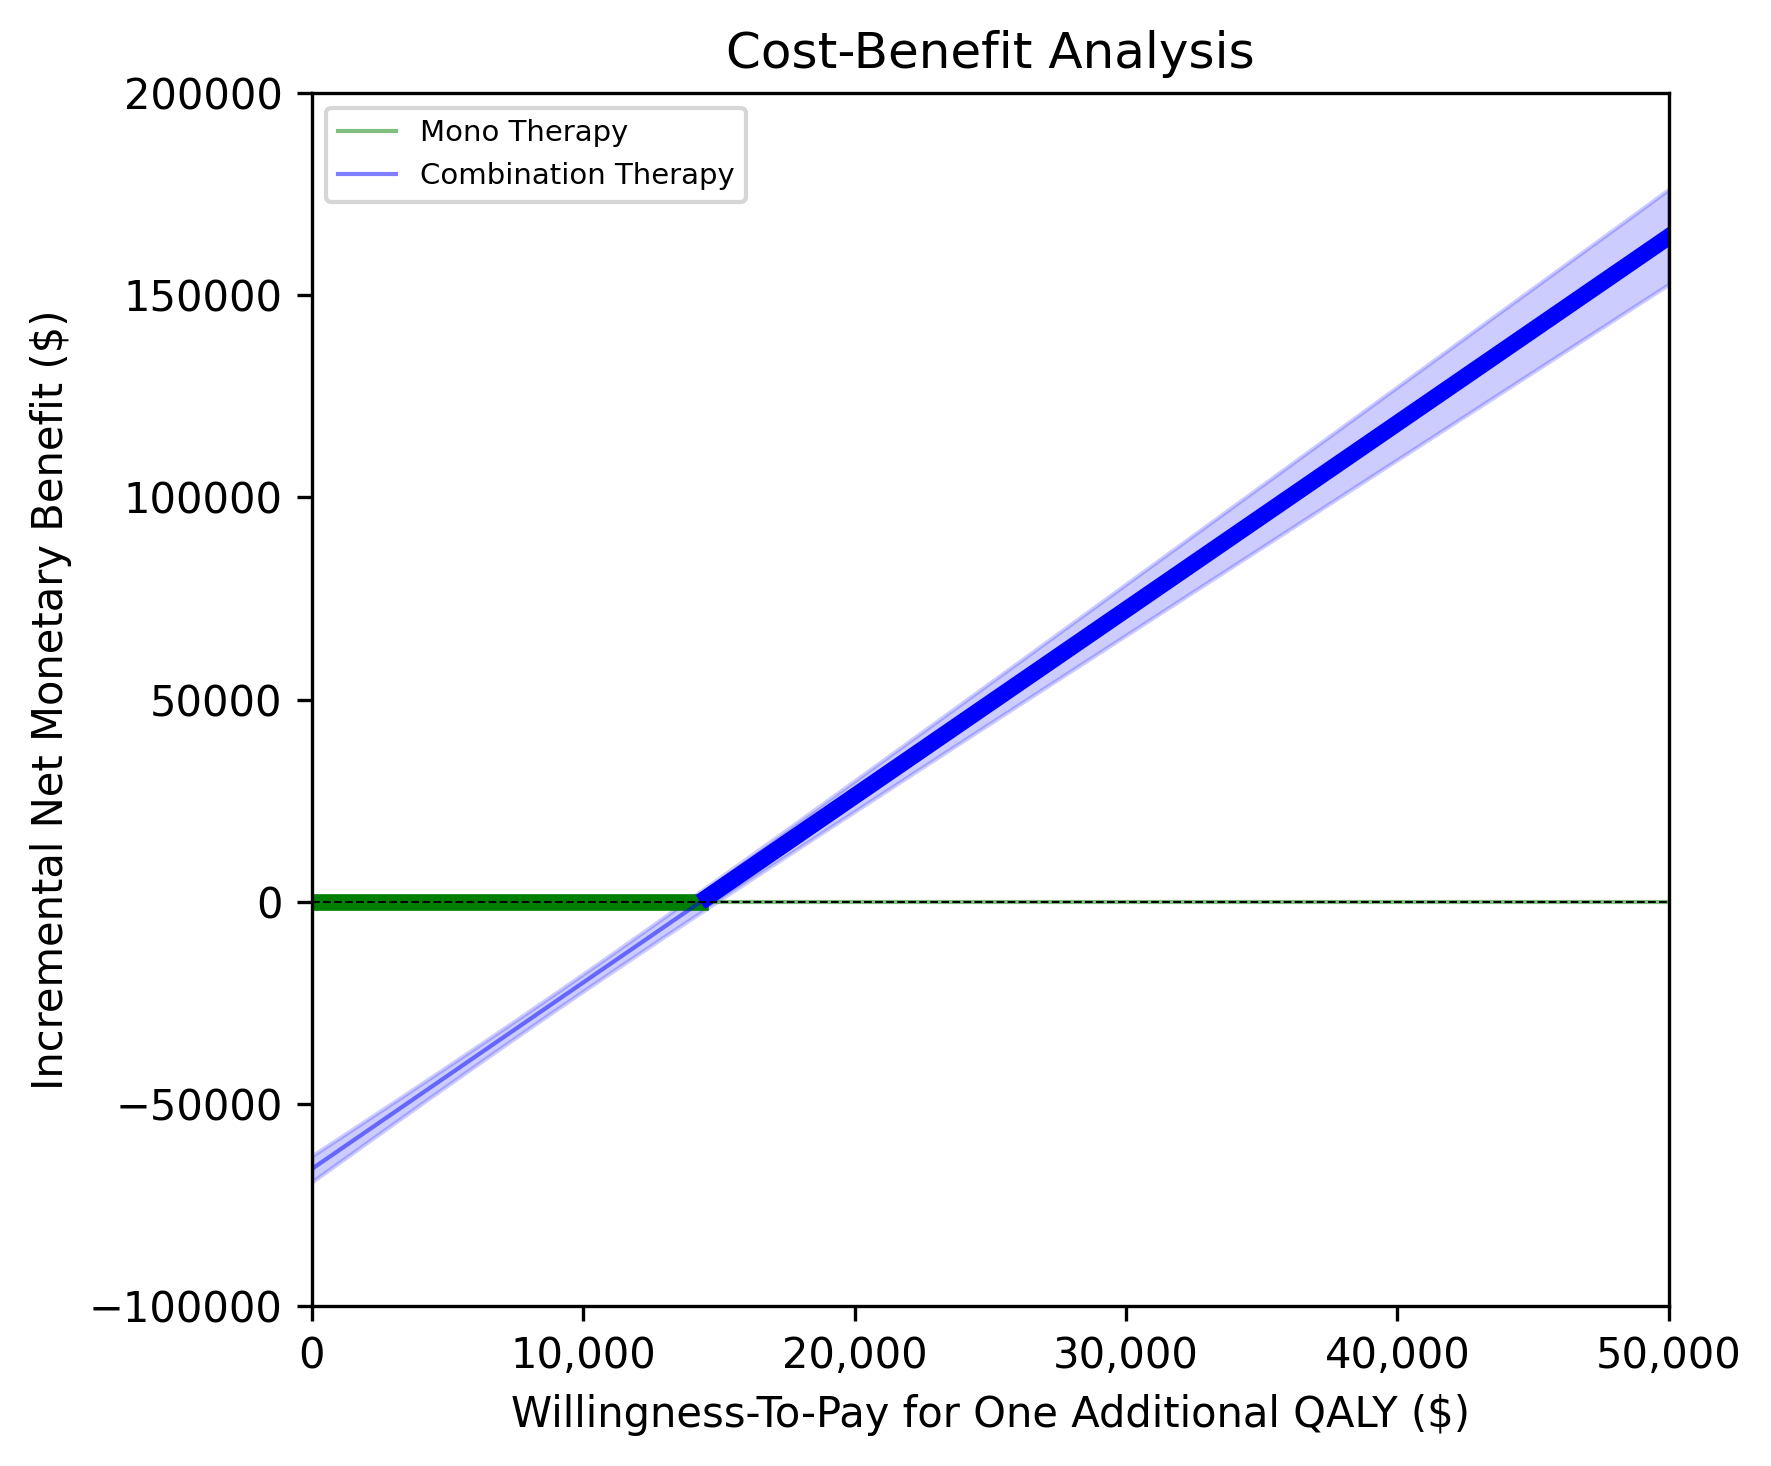 Cost-Benefit Analysis
Mono Therapy
Combination Therapy
200000
150000
100000
50000
0
−50000
−100000
Incremental Net Monetary Benefit ($)
0 10,000 20,000 30,000 40,000 50,000
Willingness-To-Pay for One Additional QALY ($)